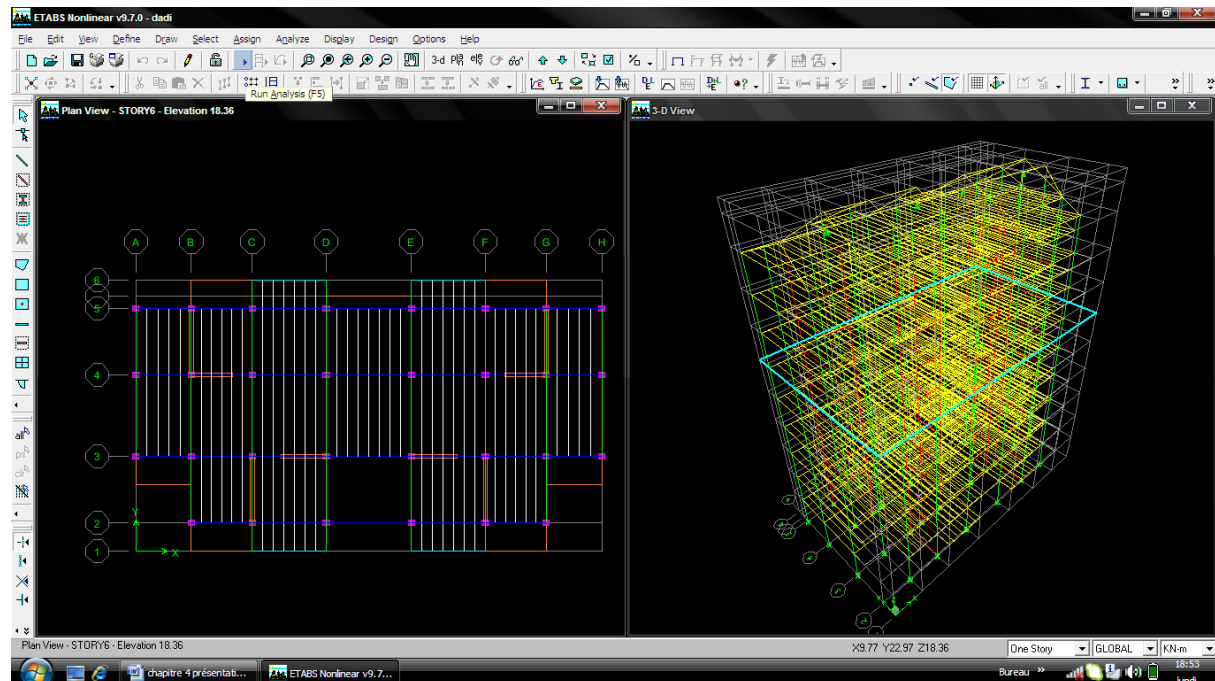 ETABS Nonlinear v9.7.0 - dadi
File Edit View Define Draw Select Assign Analyze Display Design Options Help
3-d
Run Analysis (F5)
Plan View - STORY6 - Elevation 18.36
3-D View
A B C D E F G H
6
5
4
3
2
1
Y
X
all
ps
clr
Plan View - STORY6 - Elevation 18.36
X9.77 Y22.97 Z18.36
One Story
GLOBAL
KN-m
chapitre 4 présentati...
ETABS Nonlinear v9.7...
Bureau
18:53
lundi